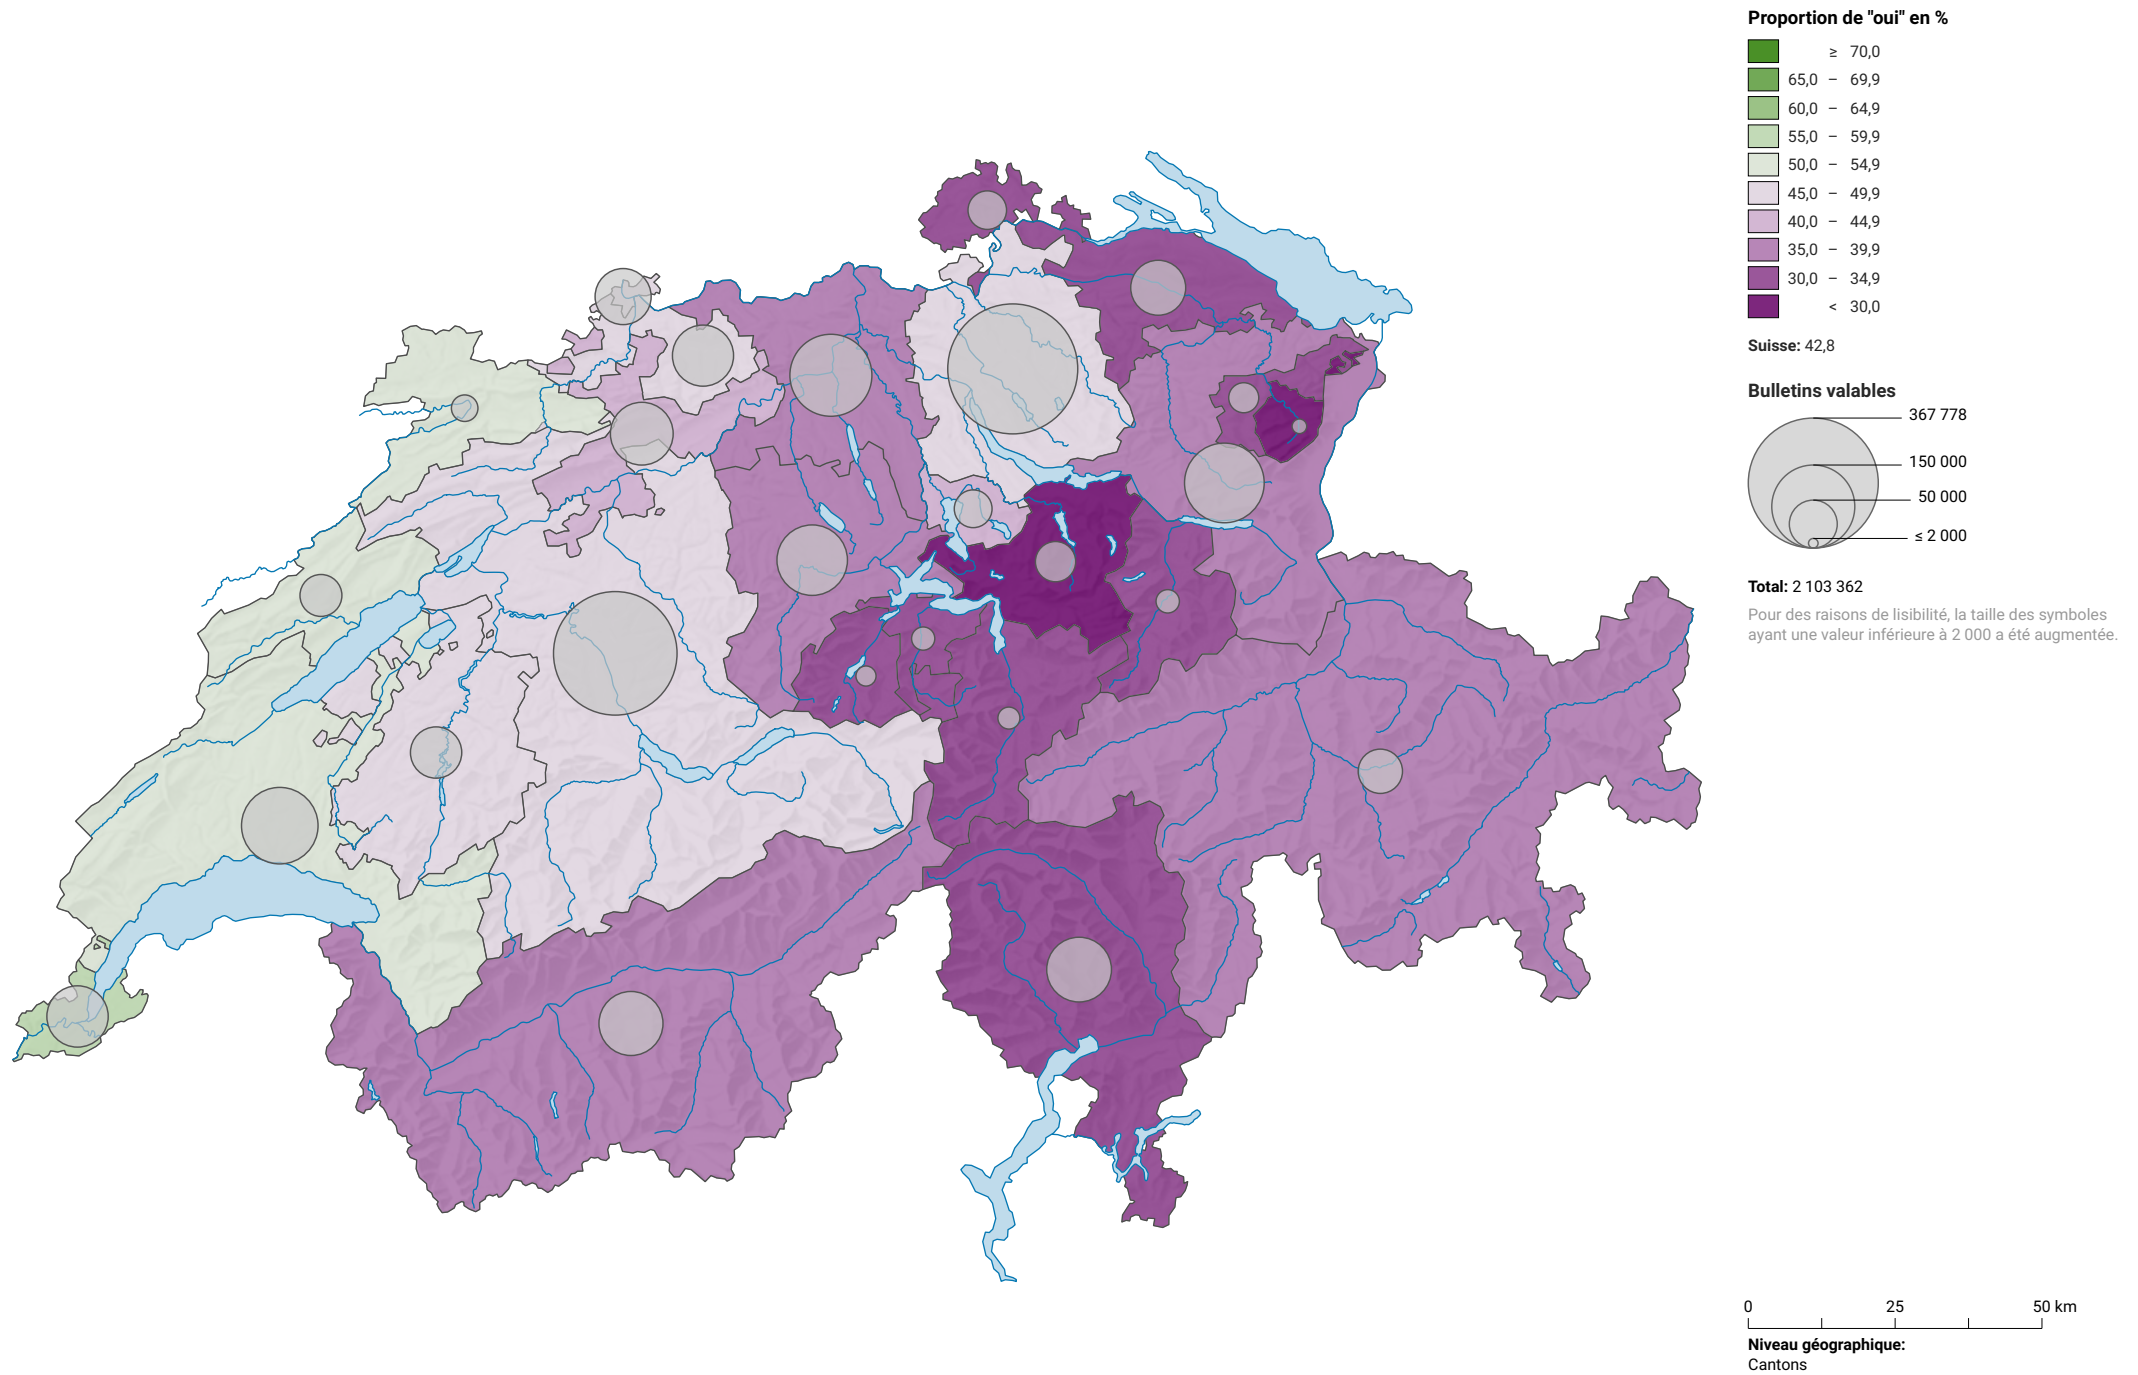 Proportion de "oui" en %
≥ 70,0
65,0 – 69,9
60,0 – 64,9
55,0 – 59,9
50,0 – 54,9
45,0 – 49,9
40,0 – 44,9
35,0 – 39,9
30,0 – 34,9
< 30,0
Suisse: 42,8
Bulletins valables
367 778
150 000
50 000
≤ 2 000
Total: 2 103 362
Pour des raisons de lisibilité, la taille des symboles
ayant une valeur inférieure à 2 000 a été augmentée.
0 25 50 km
Niveau géographique:
Cantons